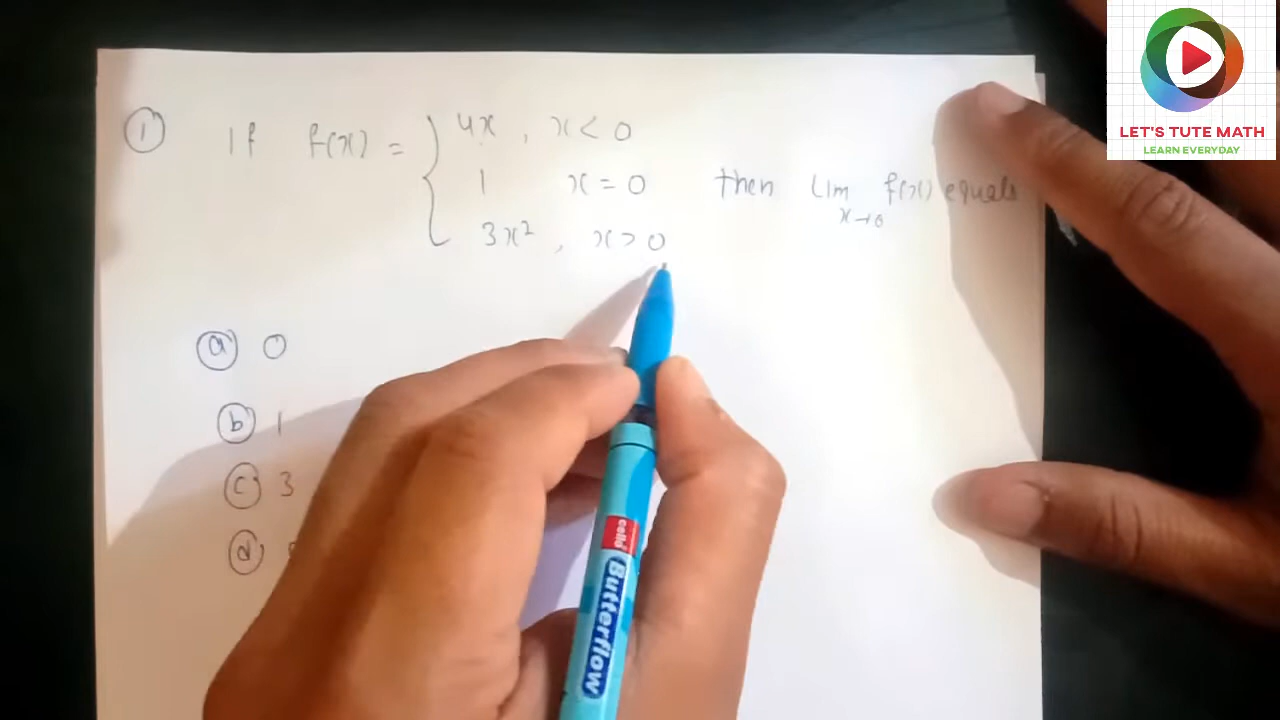 ① If f(x) = { 4x , x < 0
1 x = 0 then Lim x→0 f(x) equals
3x² , x > 0
ⓐ 0
ⓑ 1
ⓒ 3
ⓓ
cello
Butterflow
LET'S TUTE MATH
LEARN EVERYDAY